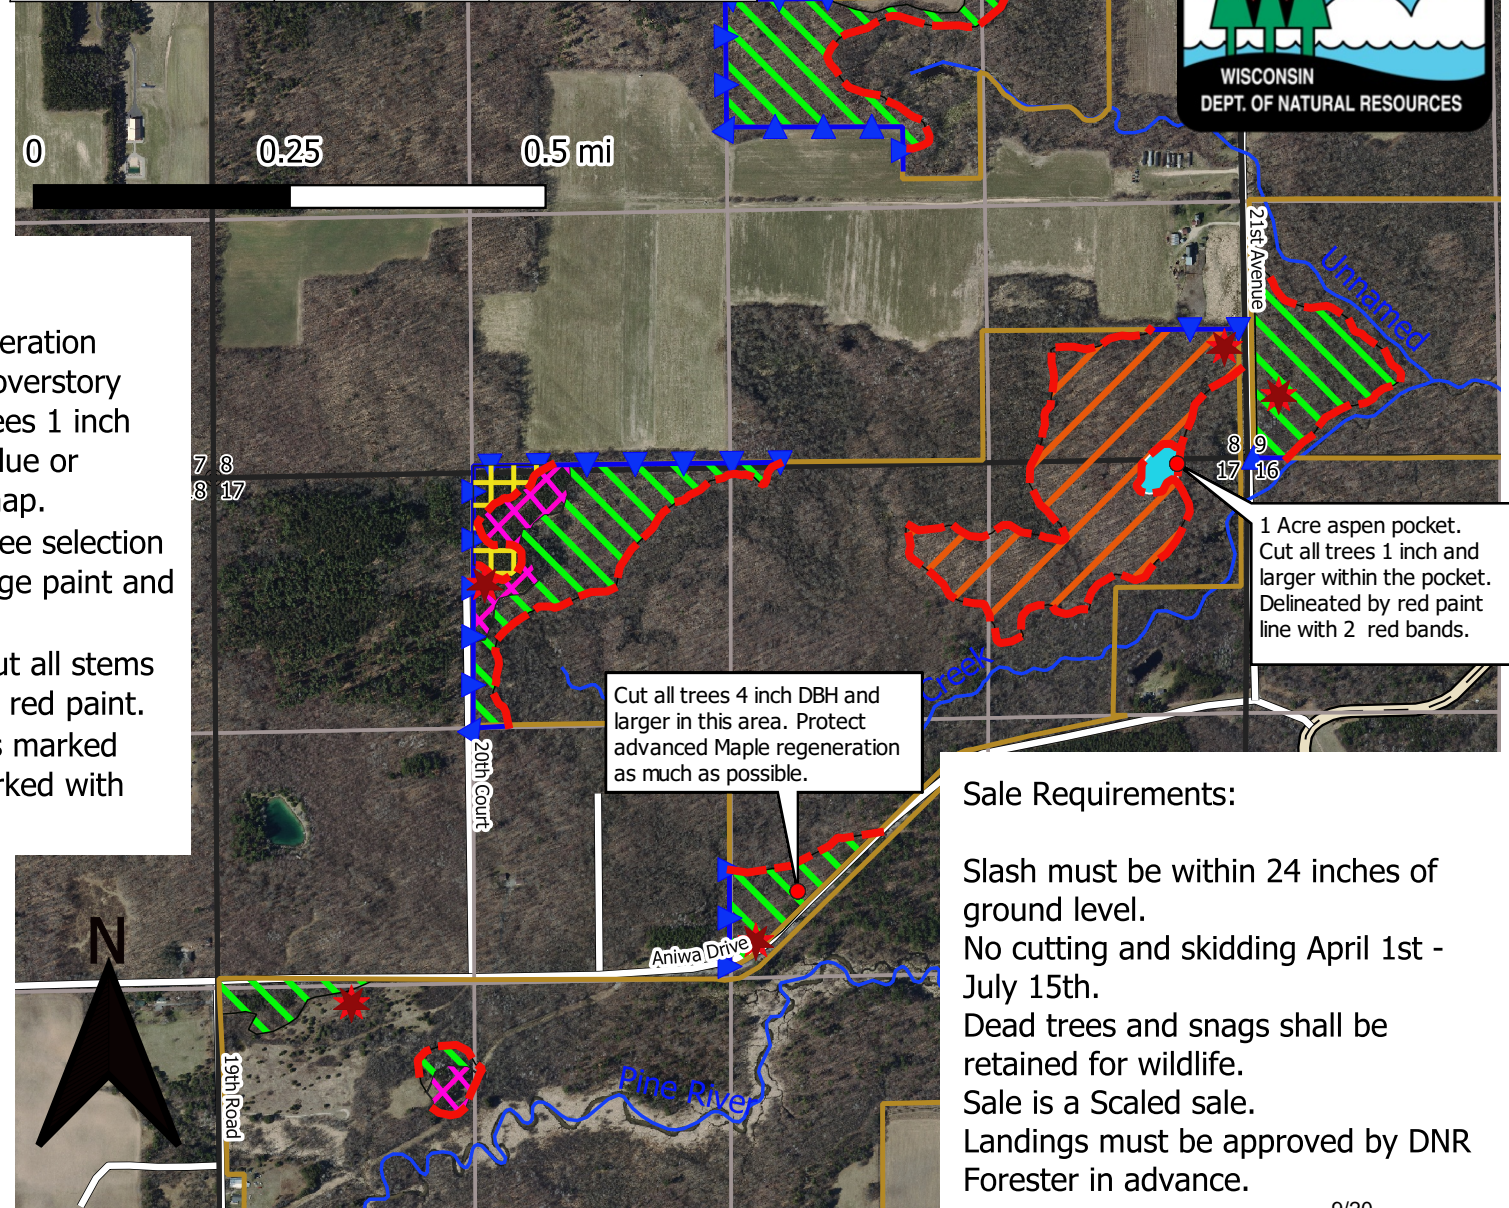 WISCONSIN
DEPT. OF NATURAL RESOURCES
0
0.25
0.5 mi
21st Avenue
Unnamed
eration
overstory
ees 1 inch
lue or
nap.
ee selection
ge paint and
ut all stems
red paint.
s marked
rked with
7 8
18 17
8 9
17 16
1 Acre aspen pocket.
Cut all trees 1 inch and
larger within the pocket.
Delineated by red paint
line with 2 red bands.
Creek
Cut all trees 4 inch DBH and
larger in this area. Protect
advanced Maple regeneration
as much as possible.
20th Court
Aniwa Drive
N
19th Road
Pine River
Sale Requirements:
Slash must be within 24 inches of
ground level.
No cutting and skidding April 1st -
July 15th.
Dead trees and snags shall be
retained for wildlife.
Sale is a Scaled sale.
Landings must be approved by DNR
Forester in advance.